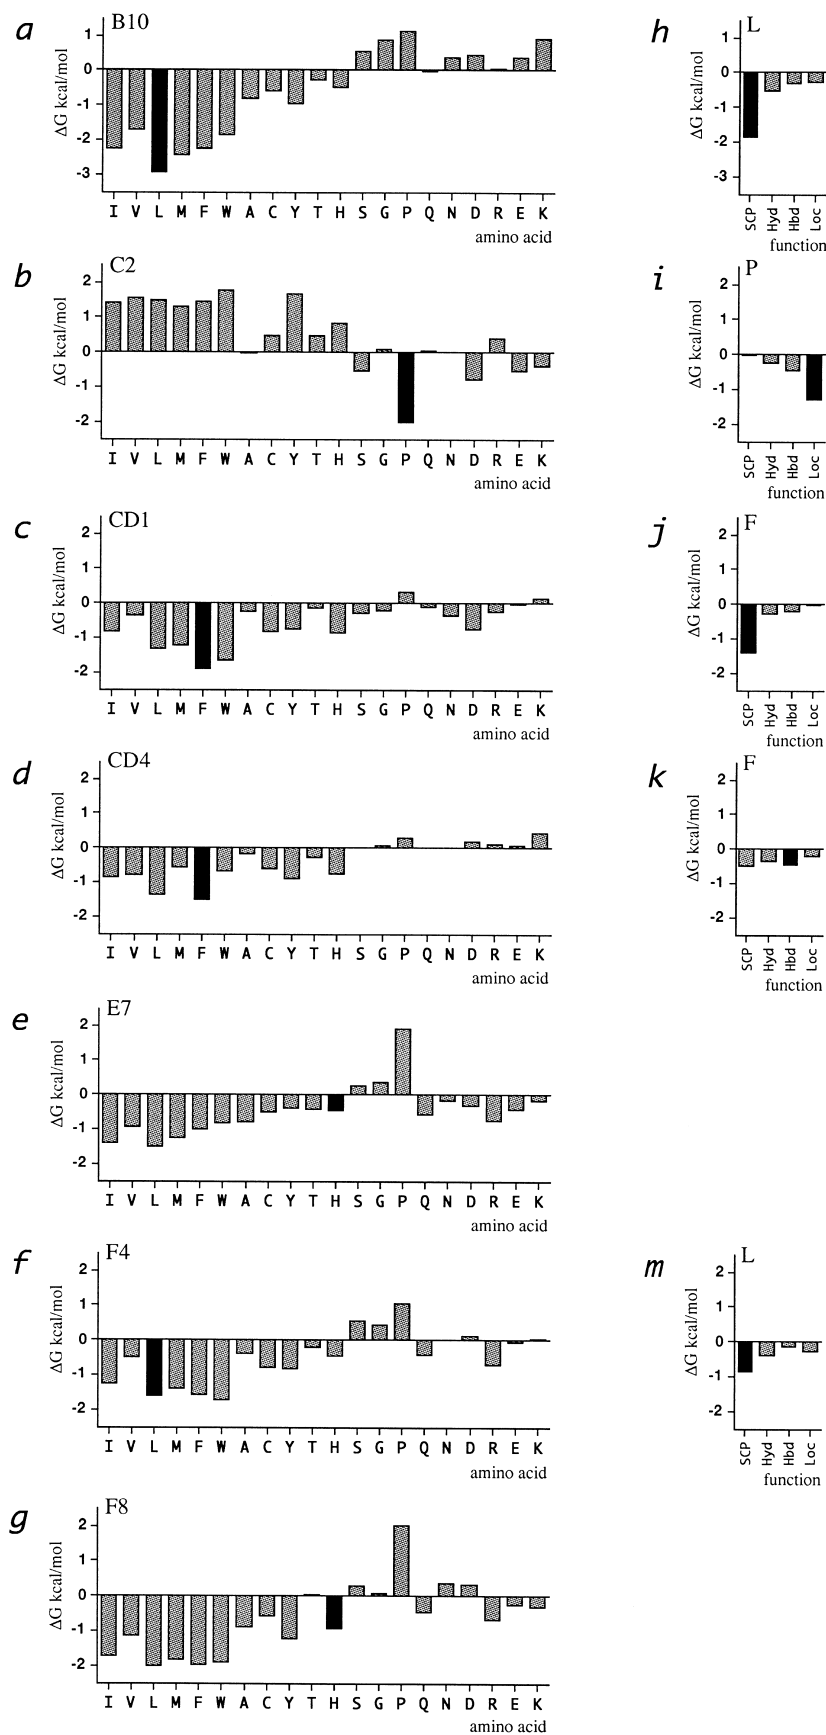 a
B10
ΔG kcal/mol
1
0
-1
-2
-3
I V L M F W A C Y T H S G P Q N D R E K
amino acid
h
L
ΔG kcal/mol
1
0
-1
-2
-3
SCP Hyd Hbd Loc
function
b
C2
ΔG kcal/mol
2
1
0
-1
-2
I V L M F W A C Y T H S G P Q N D R E K
amino acid
i
P
ΔG kcal/mol
2
1
0
-1
-2
SCP Hyd Hbd Loc
function
c
CD1
ΔG kcal/mol
2
1
0
-1
-2
I V L M F W A C Y T H S G P Q N D R E K
amino acid
j
F
ΔG kcal/mol
2
1
0
-1
-2
SCP Hyd Hbd Loc
function
d
CD4
ΔG kcal/mol
2
1
0
-1
-2
I V L M F W A C Y T H S G P Q N D R E K
amino acid
k
F
ΔG kcal/mol
2
1
0
-1
-2
SCP Hyd Hbd Loc
function
e
E7
ΔG kcal/mol
2
1
0
-1
-2
I V L M F W A C Y T H S G P Q N D R E K
amino acid
f
F4
ΔG kcal/mol
2
1
0
-1
-2
I V L M F W A C Y T H S G P Q N D R E K
amino acid
m
L
ΔG kcal/mol
2
1
0
-1
-2
SCP Hyd Hbd Loc
function
g
F8
ΔG kcal/mol
2
1
0
-1
-2
I V L M F W A C Y T H S G P Q N D R E K
amino acid